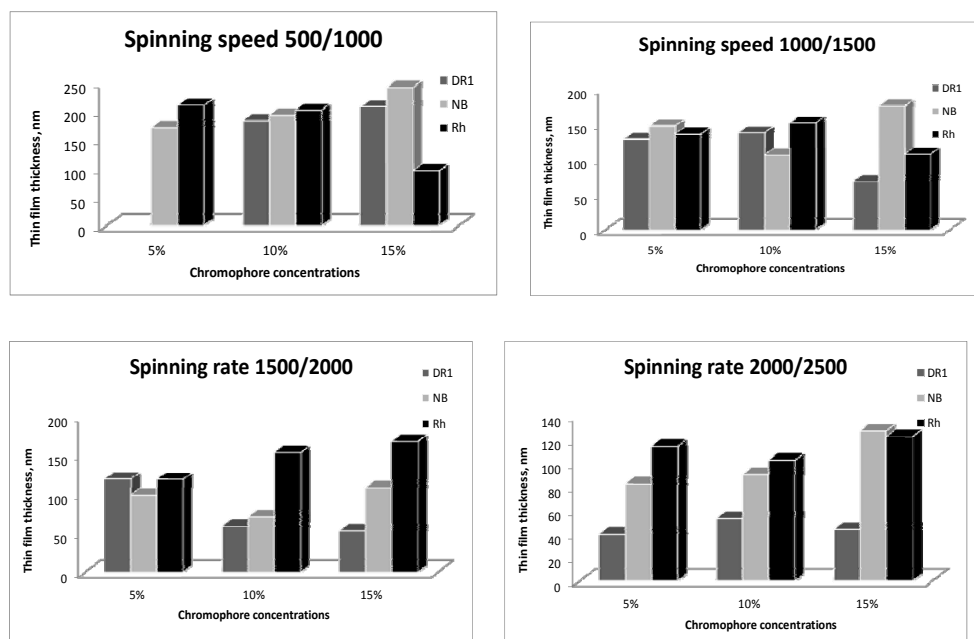 Spinning speed 500/1000
DR1
NB
Rh
250
200
150
100
50
0
Thin film thickness, nm
5%
10%
15%
Chromophore concentrations
Spinning speed 1000/1500
DR1
NB
Rh
200
150
100
50
0
Thin film thickness, nm
5%
10%
15%
Chromophore concentrations
Spinning rate 1500/2000
DR1
NB
Rh
200
150
100
50
0
Thin film thickness, nm
5%
10%
15%
Chromophore concentrations
Spinning rate 2000/2500
DR1
NB
Rh
140
120
100
80
60
40
20
0
Thin film thickness, nm
5%
10%
15%
Chromophore concentrations